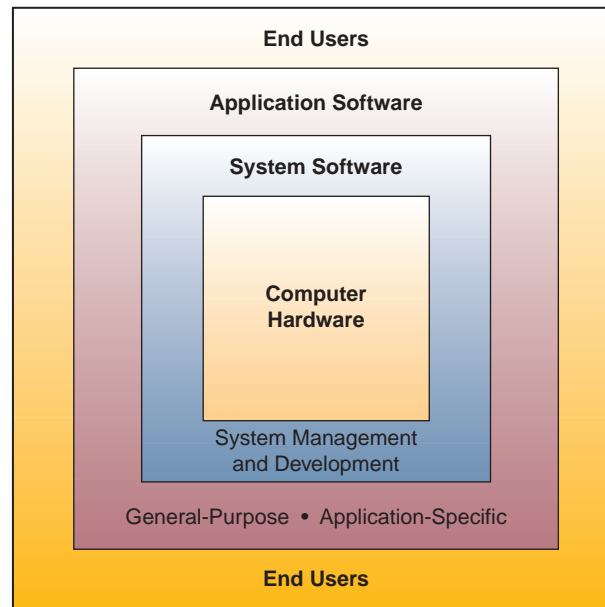 End Users
Application Software
System Software
Computer
Hardware
System Management
and Development
General-Purpose • Application-Specific
End Users